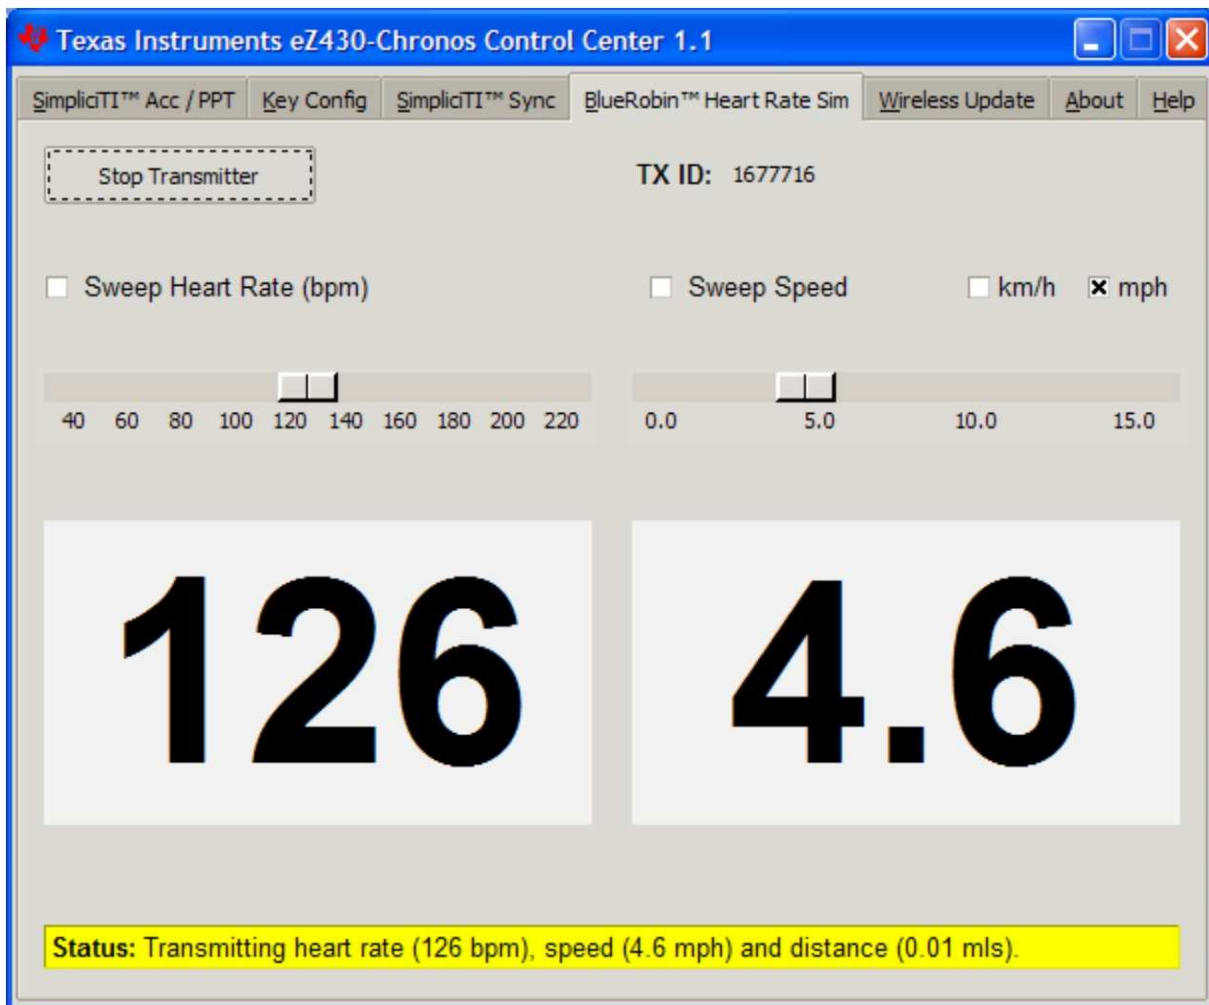 Texas Instruments eZ430-Chronos Control Center 1.1
SimpliciTI™ Acc / PPT Key Config SimpliciTI™ Sync BlueRobin™ Heart Rate Sim Wireless Update About Help
Stop Transmitter TX ID: 1677716
Sweep Heart Rate (bpm) Sweep Speed km/h mph
40 60 80 100 120 140 160 180 200 220 0.0 5.0 10.0 15.0
126 4.6
Status: Transmitting heart rate (126 bpm), speed (4.6 mph) and distance (0.01 mls).